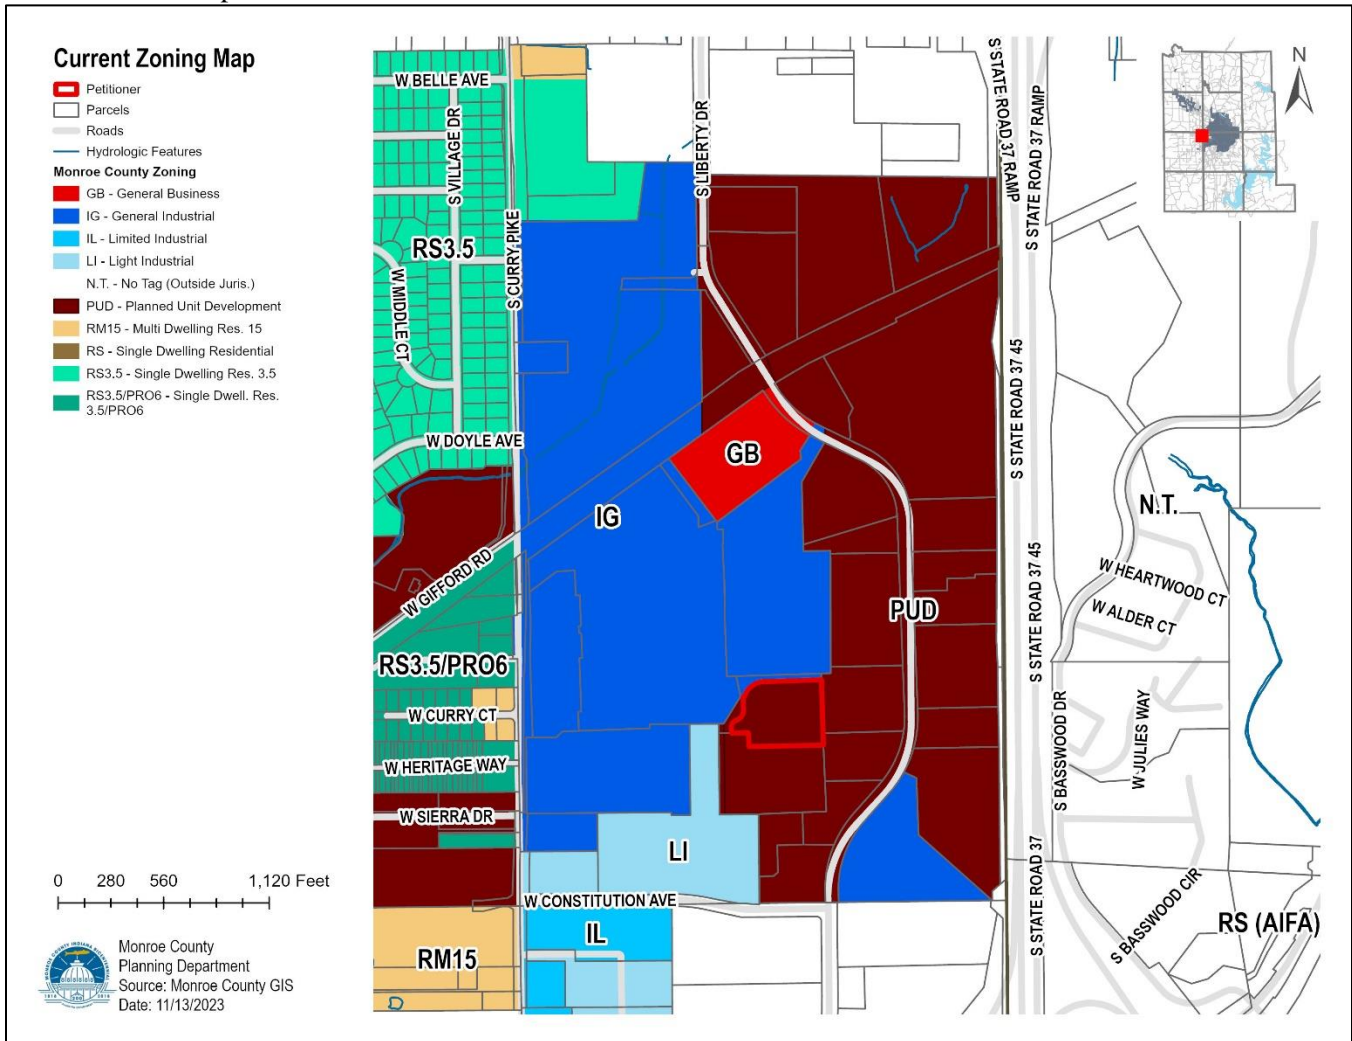 Current Zoning Map
Petitioner
Parcels
Roads
Hydrologic Features
Monroe County Zoning
GB - General Business
IG - General Industrial
IL - Limited Industrial
LI - Light Industrial
N.T. - No Tag (Outside Juris.)
PUD - Planned Unit Development
RM15 - Multi Dwelling Res. 15
RS - Single Dwelling Residential
RS3.5 - Single Dwelling Res. 3.5
RS3.5/PRO6 - Single Dwell. Res.
3.5/PRO6
0 280 560 1,120 Feet
Monroe County
Planning Department
Source: Monroe County GIS
Date: 11/13/2023
W BELLE AVE
S VILLAGE DR
RS3.5
W MIDDLE CT
S CURRY PIKE
W DOYLE AVE
W GIFFORD RD
RS3.5/PRO6
W CURRY CT
W HERITAGE WAY
W SIERRA DR
RM15
S LIBERTY DR
GB
IG
PUD
LI
W CONSTITUTION AVE
IL
S STATE ROAD 37 RAMP
S STATE ROAD 37 RAMP
S STATE ROAD 37 45
S STATE ROAD 37 45
S STATE ROAD 37
N
N.T.
W HEARTWOOD CT
W ALDER CT
S BASSWOOD DR
W JULIES WAY
S BASSWOOD CIR
RS (AIFA)